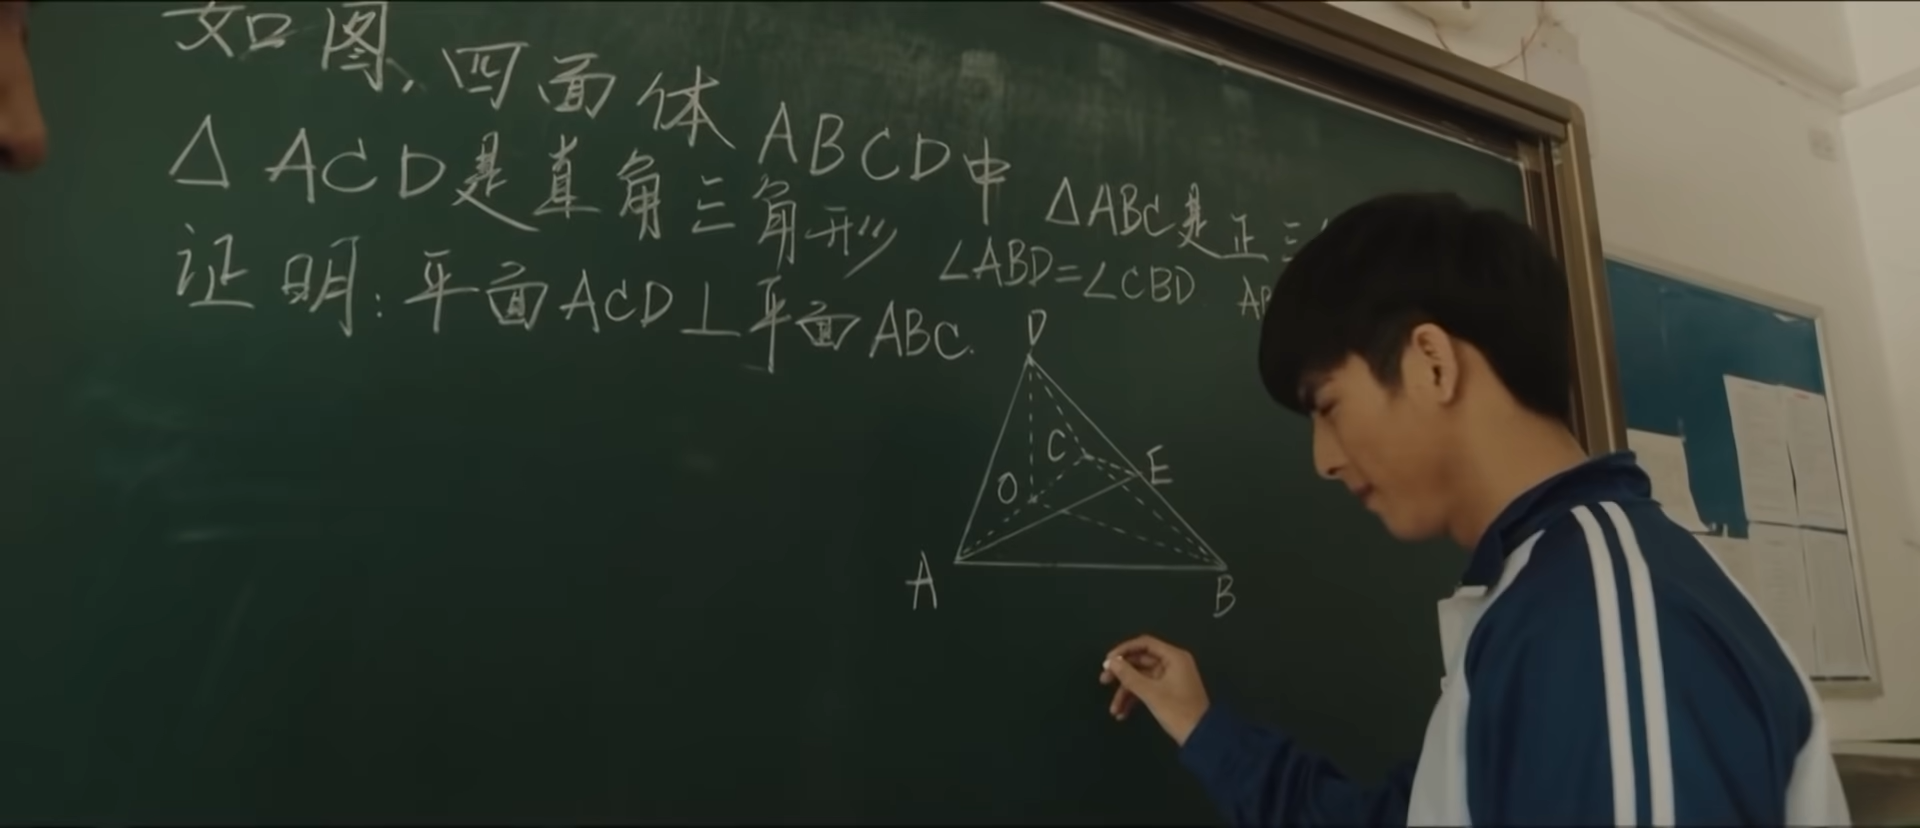 如图,四面体ABCD中 △ABC是正三
△ACD是直角三角形 ∠ABD=∠CBD
证明:平面ACD⊥平面ABC.
D
C
E
O
A
B